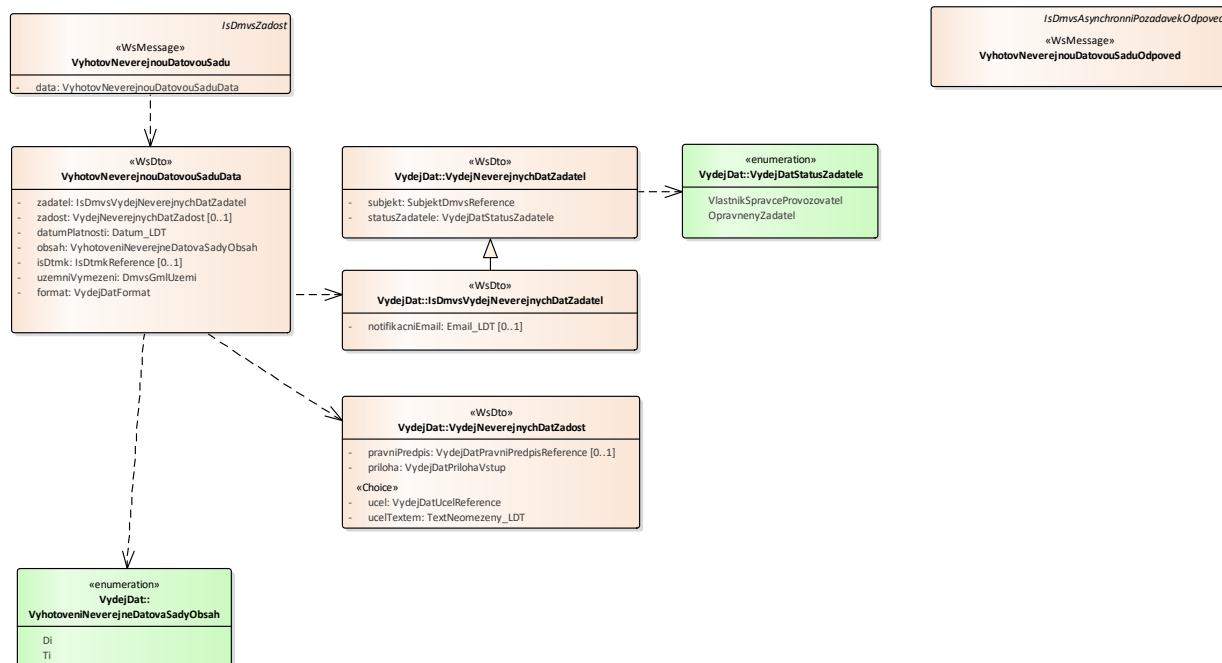 IsDmvsZadost
«WsMessage»
VyhotovNeverejnouDatovouSadu
- data: VyhotovNeverejnouDatovouSaduData
IsDmvsAsynchronniPozadavekOdpoved
«WsMessage»
VyhotovNeverejnouDatovouSaduOdpoved
«WsDto»
VyhotovNeverejnouDatovouSaduData
- zadatel: IsDmvsVydejNeverejnychDatZadatel
- zadost: VydejNeverejnychDatZadost [0..1]
- datumPlatnosti: Datum_LDT
- obsah: VyhotoveniNeverejneDatovaSadyObsah
- isDtmk: IsDtmkReference [0..1]
- uzemniVymezeni: DmvsGmlUzemi
- format: VydejDatFormat
«WsDto»
VydejDat::VydejNeverejnychDatZadatel
- subjekt: SubjektDmvsReference
- statusZadatele: VydejDatStatusZadatele
«enumeration»
VydejDat::VydejDatStatusZadatele
VlastnikSpravceProvozovatel
OpravnenyZadatel
«WsDto»
VydejDat::IsDmvsVydejNeverejnychDatZadatel
- notifikacniEmail: Email_LDT [0..1]
«WsDto»
VydejDat::VydejNeverejnychDatZadost
- pravniPredpis: VydejDatPravniPredpisReference [0..1]
- priloha: VydejDatPrilohaVstup
«Choice»
- ucel: VydejDatUcelReference
- ucelTextem: TextNeomezeny_LDT
«enumeration»
VydejDat::
VyhotoveniNeverejneDatovaSadyObsah
Di
Ti